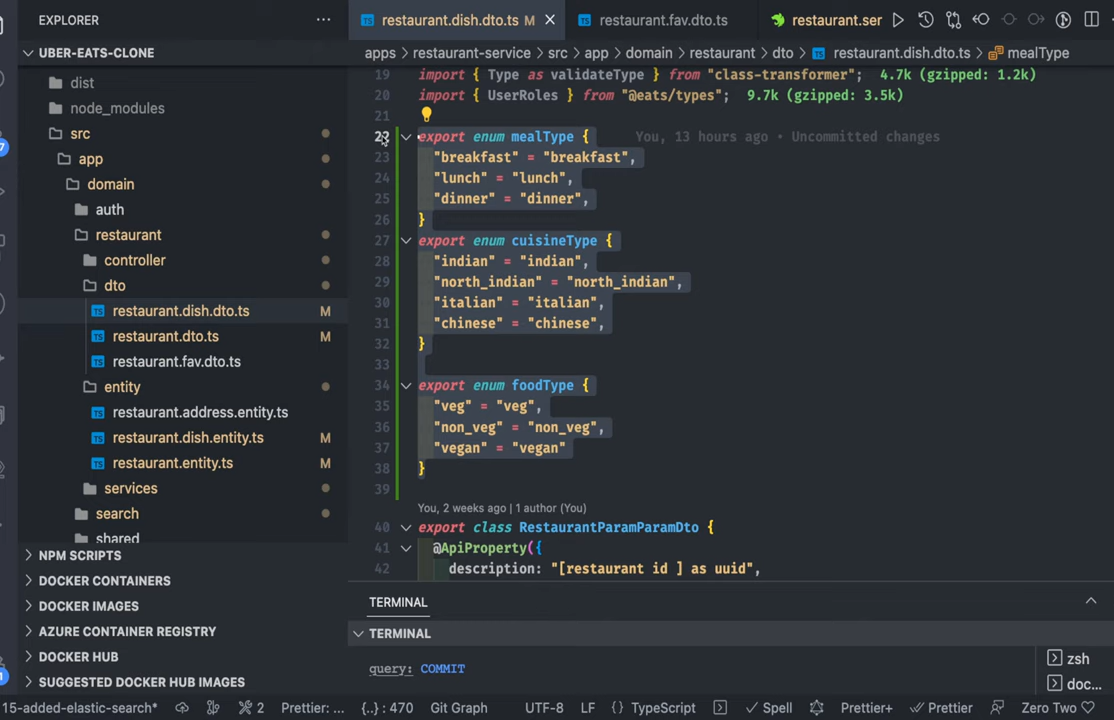 EXPLORER
UBER-EATS-CLONE
dist
node_modules
src
app
domain
auth
restaurant
controller
dto
restaurant.dish.dto.ts M
restaurant.dto.ts M
restaurant.fav.dto.ts
entity
restaurant.address.entity.ts
restaurant.dish.entity.ts M
restaurant.entity.ts M
services
search
shared
NPM SCRIPTS
DOCKER CONTAINERS
DOCKER IMAGES
AZURE CONTAINER REGISTRY
DOCKER HUB
SUGGESTED DOCKER HUB IMAGES
restaurant.dish.dto.ts M
restaurant.fav.dto.ts
restaurant.ser
apps > restaurant-service > src > app > domain > restaurant > dto > restaurant.dish.dto.ts > mealType
19 import { Type as validateType } from "class-transformer"; 4.7k (gzipped: 1.2k)
20 import { UserRoles } from "@eats/types"; 9.7k (gzipped: 3.5k)
21
22 export enum mealType { You, 13 hours ago • Uncommitted changes
23 "breakfast" = "breakfast",
24 "lunch" = "lunch",
25 "dinner" = "dinner",
26 }
27 export enum cuisineType {
28 "indian" = "indian",
29 "north_indian" = "north_indian",
30 "italian" = "italian",
31 "chinese" = "chinese",
32 }
33
34 export enum foodType {
35 "veg" = "veg",
36 "non_veg" = "non_veg",
37 "vegan" = "vegan"
38 }
39
You, 2 weeks ago | 1 author (You)
40 export class RestaurantParamParamDto {
41 @ApiProperty({
42 description: "[restaurant id ] as uuid",
TERMINAL
TERMINAL
query: COMMIT
zsh
doc...
15-added-elastic-search* 2 Prettier: ... {..} : 470 Git Graph UTF-8 LF {} TypeScript Spell Prettier+ Prettier Zero Two